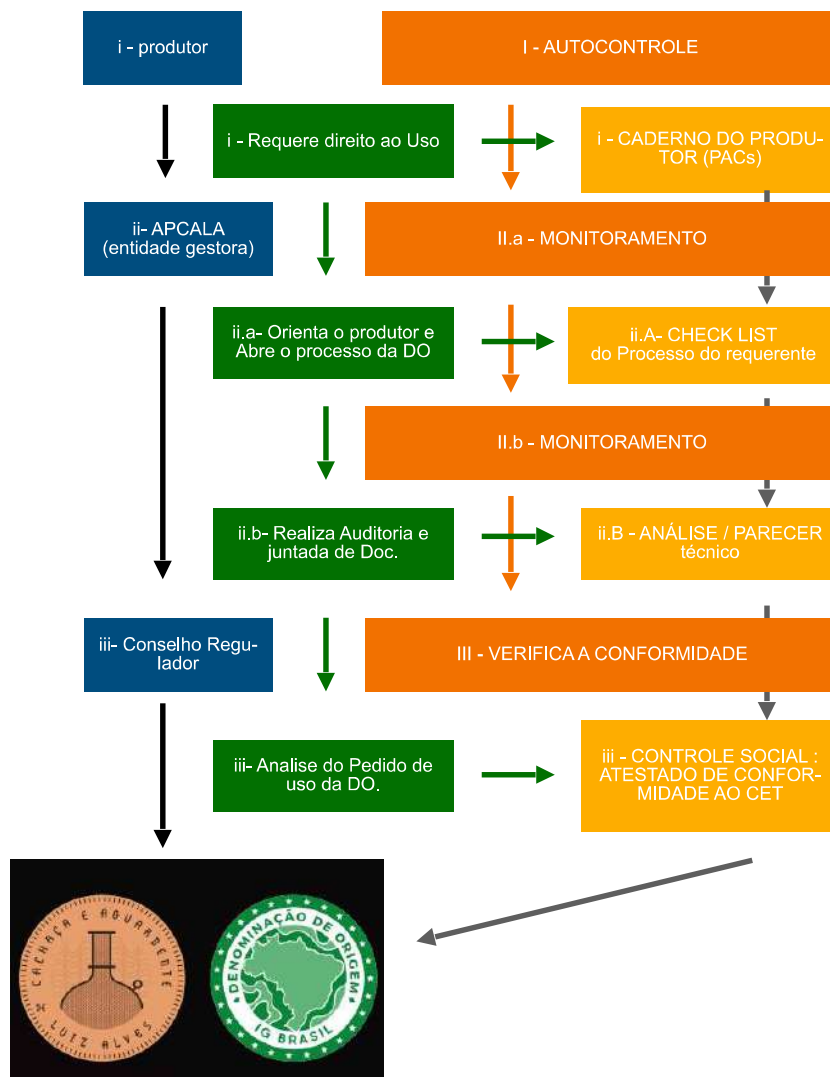 i - produtor
I - AUTOCONTROLE
i - Requere direito ao Uso
i - CADERNO DO PRODU-
TOR (PACs)
ii- APCALA
(entidade gestora)
II.a - MONITORAMENTO
ii.a- Orienta o produtor e
Abre o processo da DO
ii.A- CHECK LIST
do Processo do requerente
II.b - MONITORAMENTO
ii.b- Realiza Auditoria e
juntada de Doc.
ii.B - ANÁLISE / PARECER
técnico
iii- Conselho Regu-
lador
III - VERIFICA A CONFORMIDADE
iii- Analise do Pedido de
uso da DO.
iii - CONTROLE SOCIAL :
ATESTADO DE CONFOR-
MIDADE AO CET
CACHAÇA E AGUARDENTE
LUIZ ALVES
DENOMINAÇÃO DE ORIGEM
IG BRASIL